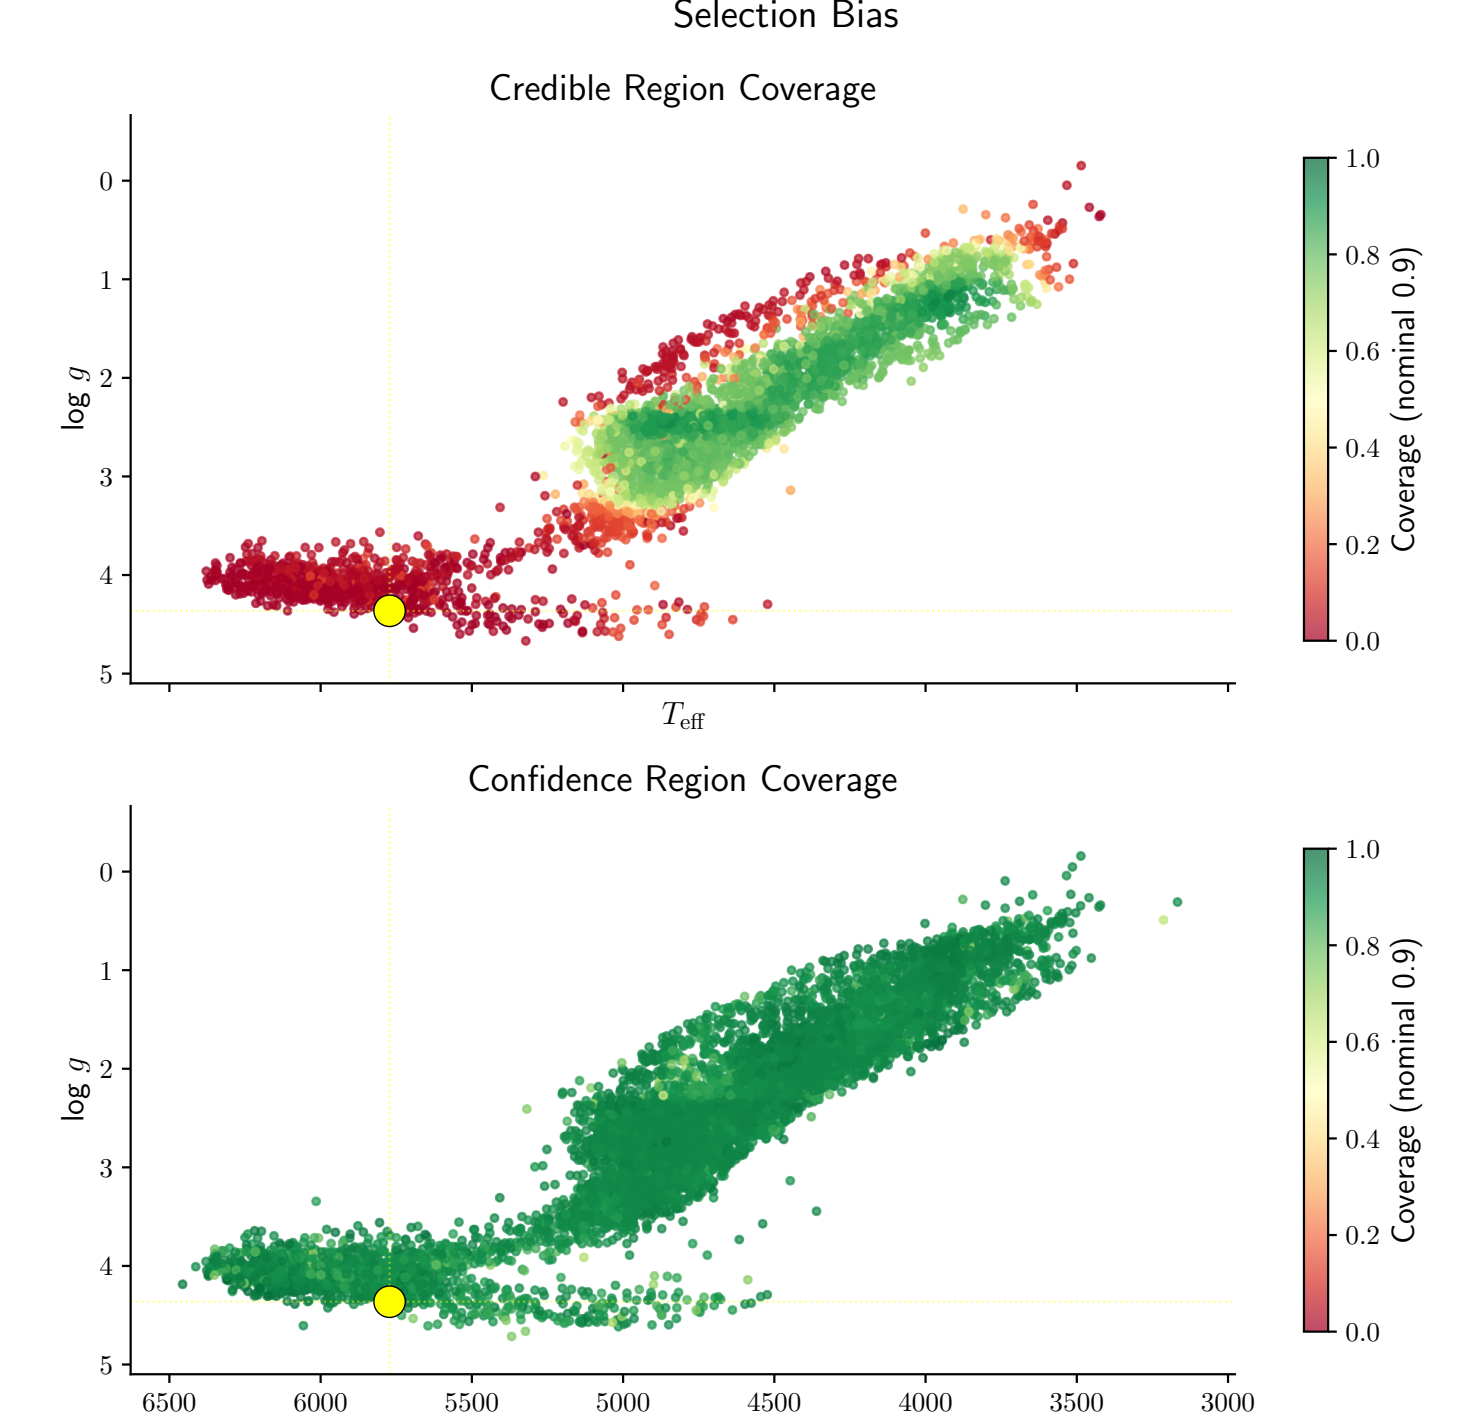 Selection Bias
Credible Region Coverage
0
1
2
3
4
5
log g
T_eff
1.0
0.8
0.6
0.4
0.2
0.0
Coverage (nominal 0.9)
Confidence Region Coverage
0
1
2
3
4
5
log g
6500 6000 5500 5000 4500 4000 3500 3000
1.0
0.8
0.6
0.4
0.2
0.0
Coverage (nominal 0.9)